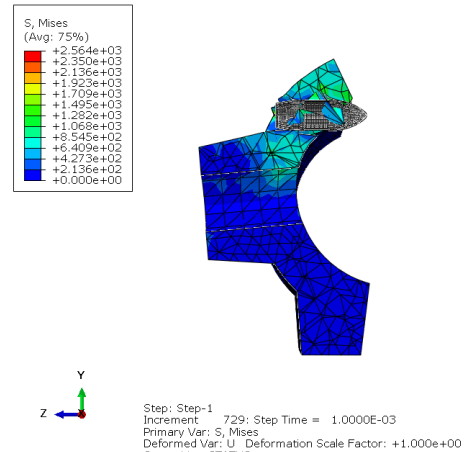 S, Mises
(Avg: 75%)
+2.564e+03
+2.350e+03
+2.136e+03
+1.923e+03
+1.709e+03
+1.495e+03
+1.282e+03
+1.068e+03
+8.545e+02
+6.409e+02
+4.273e+02
+2.136e+02
+0.000e+00
Y
Z
X
Step: Step-1
Increment 729: Step Time = 1.0000E-03
Primary Var: S, Mises
Deformed Var: U Deformation Scale Factor: +1.000e+00